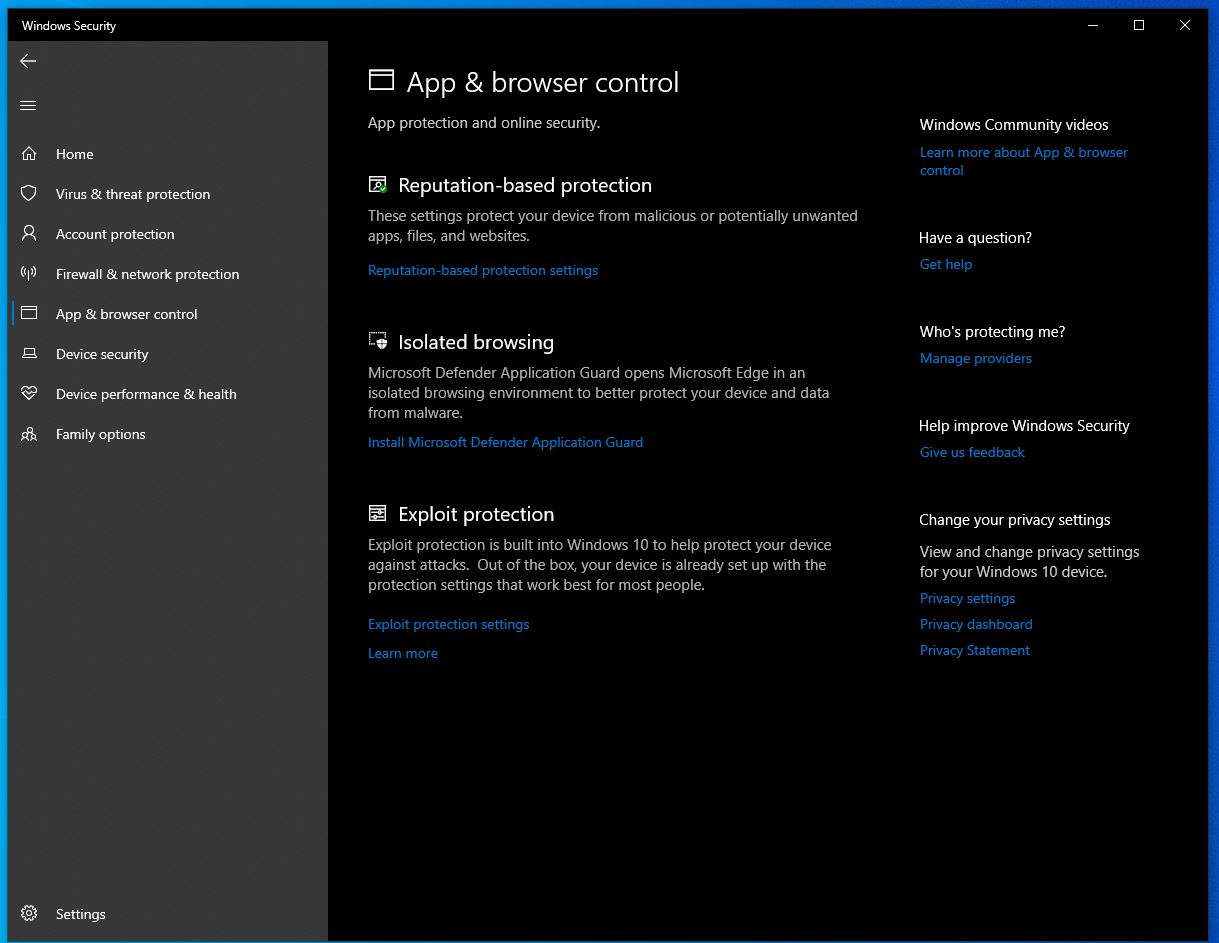 Windows Security
Home
Virus & threat protection
Account protection
Firewall & network protection
App & browser control
Device security
Device performance & health
Family options
Settings
App & browser control
App protection and online security.
Reputation-based protection
These settings protect your device from malicious or potentially unwanted
apps, files, and websites.
Reputation-based protection settings
Isolated browsing
Microsoft Defender Application Guard opens Microsoft Edge in an
isolated browsing environment to better protect your device and data
from malware.
Install Microsoft Defender Application Guard
Exploit protection
Exploit protection is built into Windows 10 to help protect your device
against attacks.  Out of the box, your device is already set up with the
protection settings that work best for most people.
Exploit protection settings
Learn more
Windows Community videos
Learn more about App & browser
control
Have a question?
Get help
Who's protecting me?
Manage providers
Help improve Windows Security
Give us feedback
Change your privacy settings
View and change privacy settings
for your Windows 10 device.
Privacy settings
Privacy dashboard
Privacy Statement